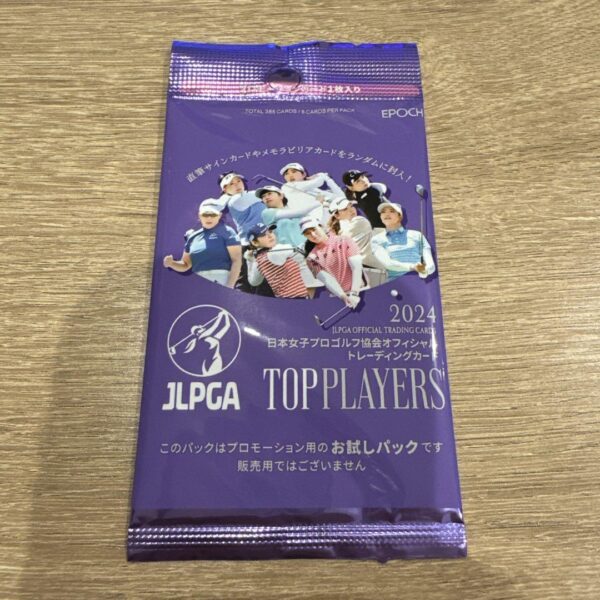 枚入り
TOTAL 385 CARDS / 8 CARDS PER PACK
EPOCH
直筆サインカードやメモラビリアカードをランダムに封入!
2024
JLPGA OFFICIAL TRADING CARDS
日本女子プロゴルフ協会オフィシャル
トレーディングカード
JLPGA
TOP PLAYERS
このパックはプロモーション用のお試しパックです
販売用ではございません